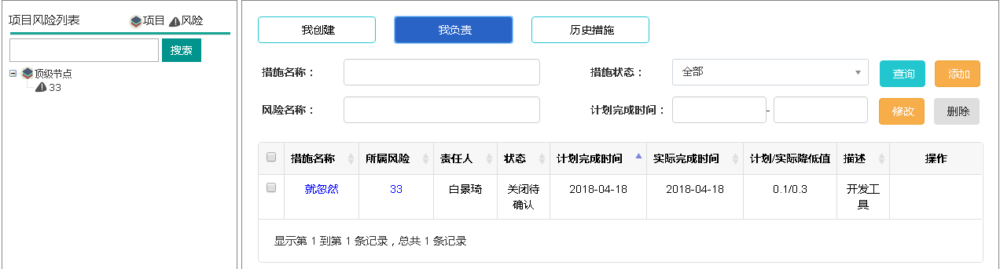 项目风险列表 项目 风险
搜索
顶级节点
33
我创建 我负责 历史措施
措施名称： 措施状态： 全部 查询 添加
风险名称： 计划完成时间： - 修改 删除
措施名称 所属风险 责任人 状态 计划完成时间 实际完成时间 计划/实际降低值 描述 操作
就忽然 33 白景琦 关闭待 2018-04-18 2018-04-18 0.1/0.3 开发工
确认 具
显示第 1 到第 1 条记录，总共 1 条记录